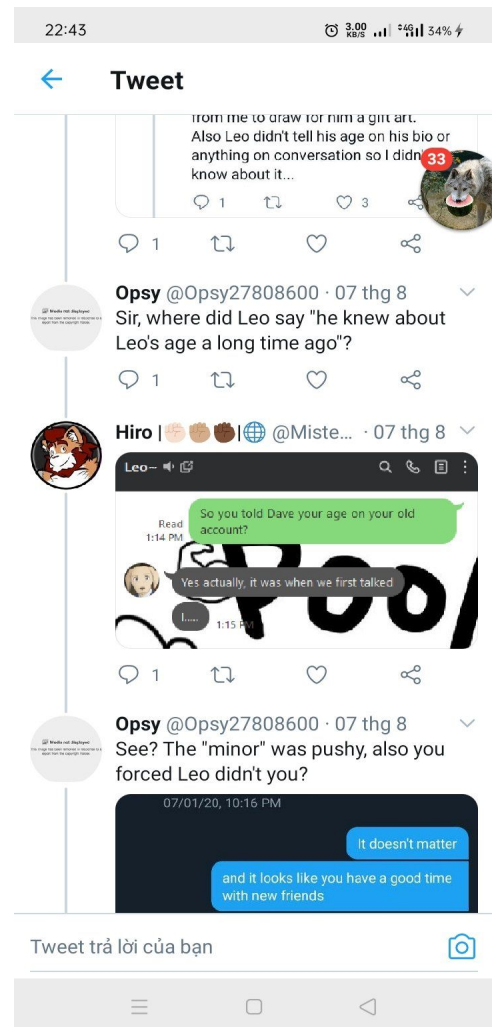 22:43
3.00 KB/S 4G 34%
Tweet
from me to draw for him a gift art.
Also Leo didn't tell his age on his bio or
anything on conversation so I didn
know about it...
33
1 3
1
Opsy @Opsy27808600 · 07 thg 8
Sir, where did Leo say "he knew about
Leo's age a long time ago"?
1
Hiro | | @Miste... · 07 thg 8
Leo~
So you told Dave your age on your old
account?
Read
1:14 PM
Yes actually, it was when we first talked
I.....
1:15 PM
Pool
1
Opsy @Opsy27808600 · 07 thg 8
See? The "minor" was pushy, also you
forced Leo didn't you?
07/01/20, 10:16 PM
It doesn't matter
and it looks like you have a good time
with new friends
Tweet trả lời của bạn